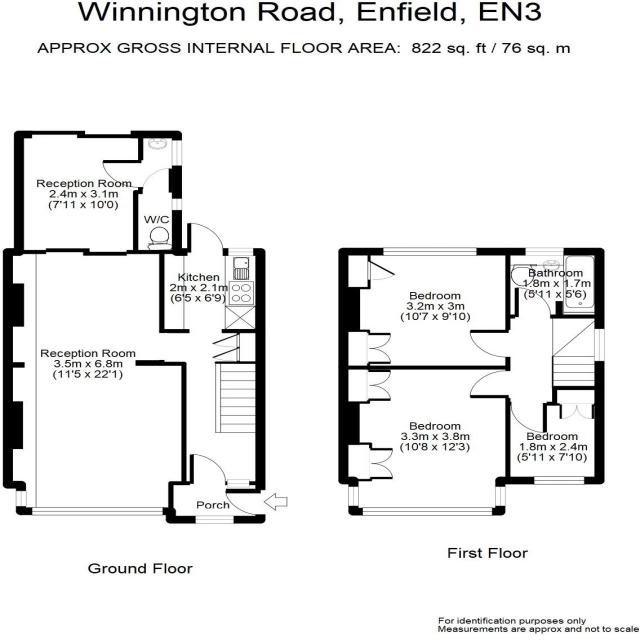 Winnington Road, Enfield, EN3
APPROX GROSS INTERNAL FLOOR AREA: 822 sq. ft / 76 sq. m
Reception Room
2.4m x 3.1m
(7'11 x 10'0)
W/C
Kitchen
2m x 2.1m
(6'5 x 6'9)
Reception Room
3.5m x 6.8m
(11'5 x 22'1)
Porch
Ground Floor
Bathroom
1.8m x 1.7m
(5'11 x 5'6)
Bedroom
3.2m x 3m
(10'7 x 9'10)
Bedroom
3.3m x 3.8m
(10'8 x 12'3)
Bedroom
1.8m x 2.4m
(5'11 x 7'10)
First Floor
For identification purposes only
Measurements are approx and not to scale